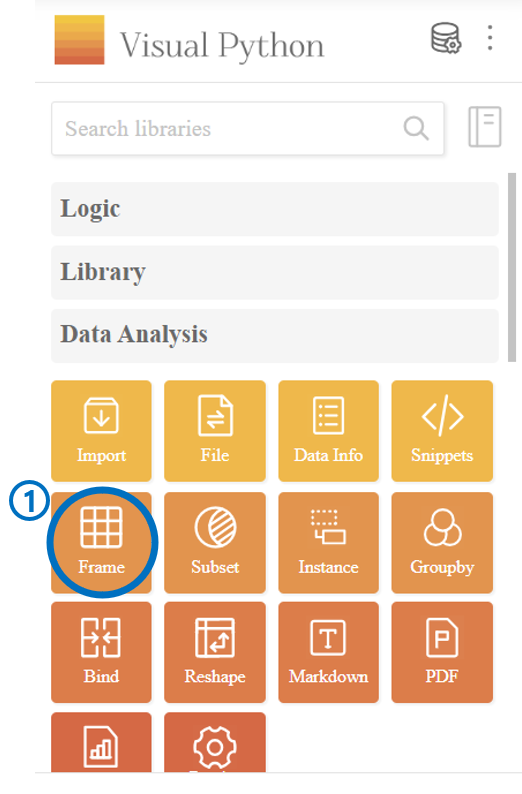 Visual Python
Search libraries
Logic
Library
Data Analysis
Import File Data Info Snippets
1
Frame Subset Instance Groupby
Bind Reshape Markdown PDF